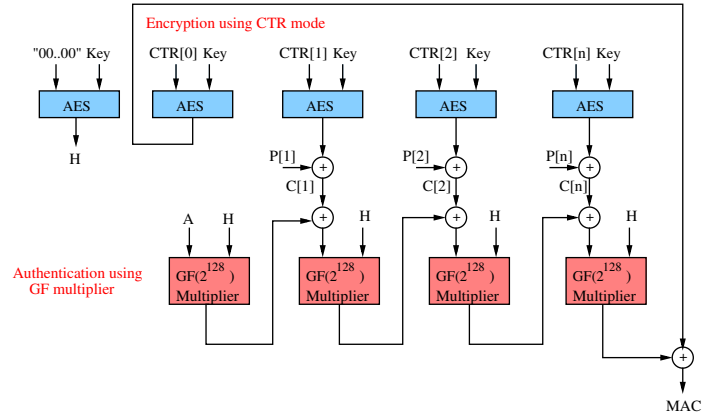 Encryption using CTR mode
"00..00" Key
CTR[0] Key
CTR[1] Key
CTR[2] Key
CTR[n] Key
AES
AES
AES
AES
AES
H
P[1]
+
P[2]
+
P[n]
+
C[1]
C[2]
C[n]
A
H
+
H
+
H
+
H
Authentication using
GF multiplier
GF(2^128)
Multiplier
GF(2^128)
Multiplier
GF(2^128)
Multiplier
GF(2^128)
Multiplier
+
MAC